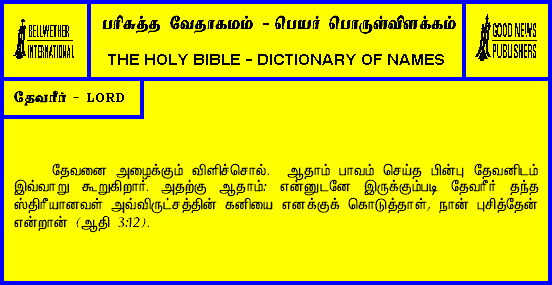 BELLWETHER
INTERNATIONAL
பரிசுத்த வேதாகமம் - பெயர் பொருள்விளக்கம்
THE HOLY BIBLE - DICTIONARY OF NAMES
GOOD NEWS
PUBLISHERS
தேவரீர் - LORD
தேவனை அழைக்கும் விளிச்சொல். ஆதாம் பாவம் செய்த பின்பு தேவனிடம்
இவ்வாறு கூறுகிறார். அதற்கு ஆதாம்: என்னுடனே இருக்கும்படி தேவரீர் தந்த
ஸ்திரீயானவள் அவ்விருட்சத்தின் கனியை எனக்குக் கொடுத்தாள், நான் புசித்தேன்
என்றான் (ஆதி 3:12).